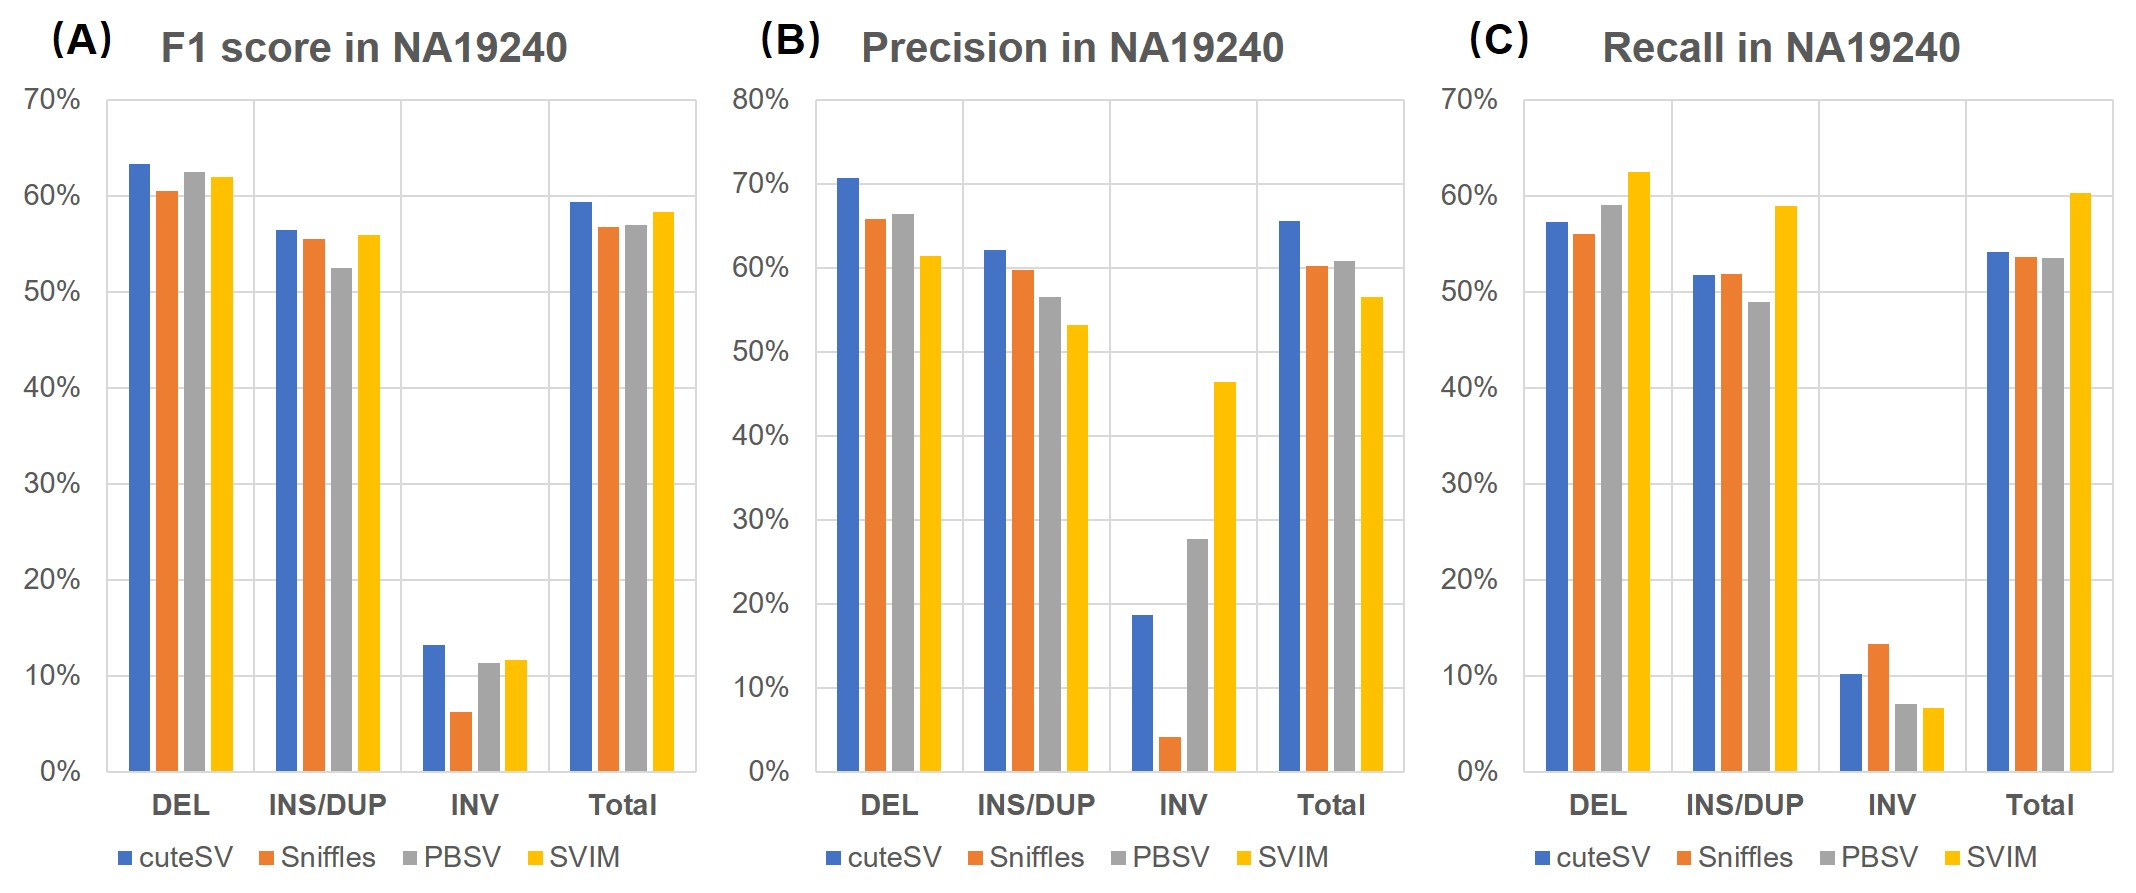 (A) F1 score in NA19240
70%
60%
50%
40%
30%
20%
10%
0%
DEL INS/DUP INV Total
cuteSV Sniffles PBSV SVIM
(B) Precision in NA19240
80%
70%
60%
50%
40%
30%
20%
10%
0%
DEL INS/DUP INV Total
cuteSV Sniffles PBSV SVIM
(C) Recall in NA19240
70%
60%
50%
40%
30%
20%
10%
0%
DEL INS/DUP INV Total
cuteSV Sniffles PBSV SVIM